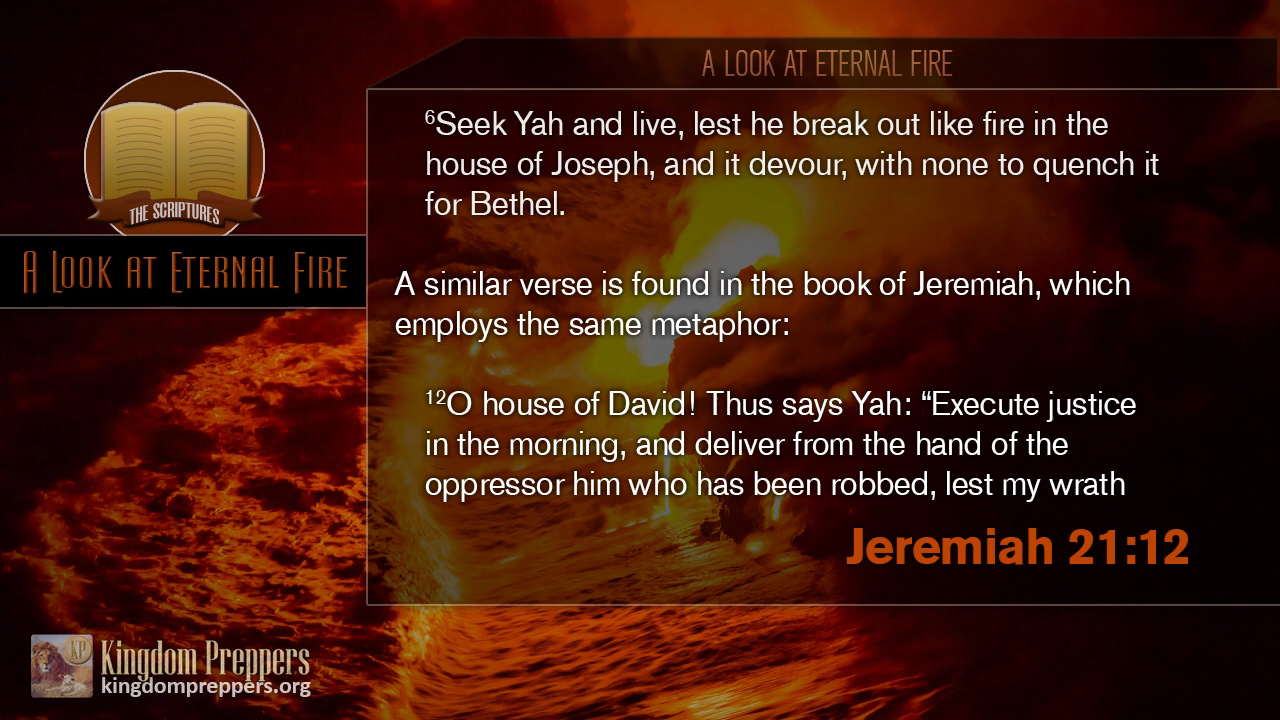 A LOOK AT ETERNAL FIRE
THE SCRIPTURES
A LOOK AT ETERNAL FIRE
⁶Seek Yah and live, lest he break out like fire in the
house of Joseph, and it devour, with none to quench it
for Bethel.
A similar verse is found in the book of Jeremiah, which
employs the same metaphor:
¹²O house of David! Thus says Yah: “Execute justice
in the morning, and deliver from the hand of the
oppressor him who has been robbed, lest my wrath
Jeremiah 21:12
KP
Kingdom Preppers
kingdompreppers.org